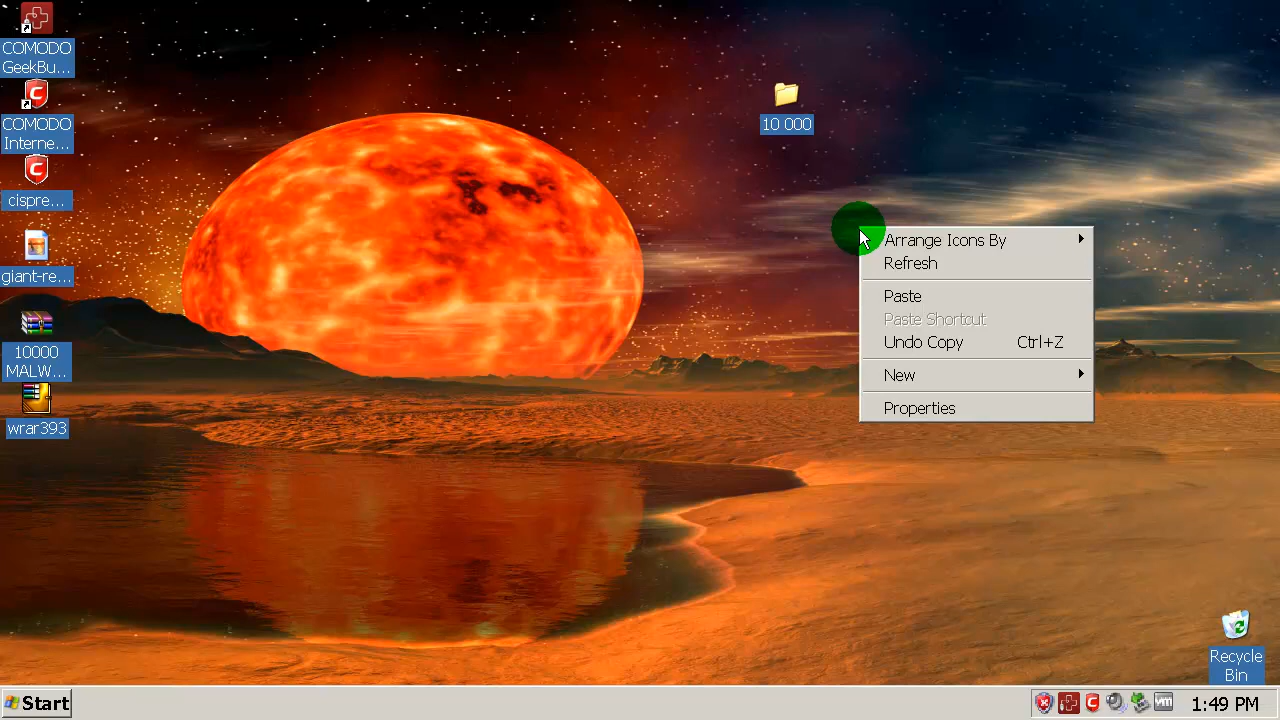 COMODO
GeekBu...
COMODO
Interne...
cispre...
giant-re...
10000
MALW...
wrar393
10 000
Arrange Icons By
Refresh
Paste
Paste Shortcut
Undo Copy Ctrl+Z
New
Properties
Recycle
Bin
Start
vm
1:49 PM